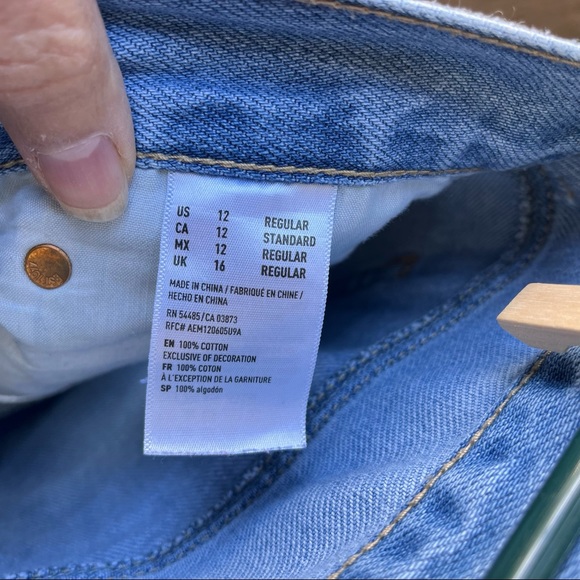 US 12 REGULAR
CA 12 STANDARD
MX 12 REGULAR
UK 16 REGULAR
MADE IN CHINA / FABRIQUÉ EN CHINE /
HECHO EN CHINA
RN 54485/CA 03873
RFC# AEM120605U9A
EN 100% COTTON
EXCLUSIVE OF DECORATION
FR 100% COTON
À L'EXCEPTION DE LA GARNITURE
SP 100% algodón